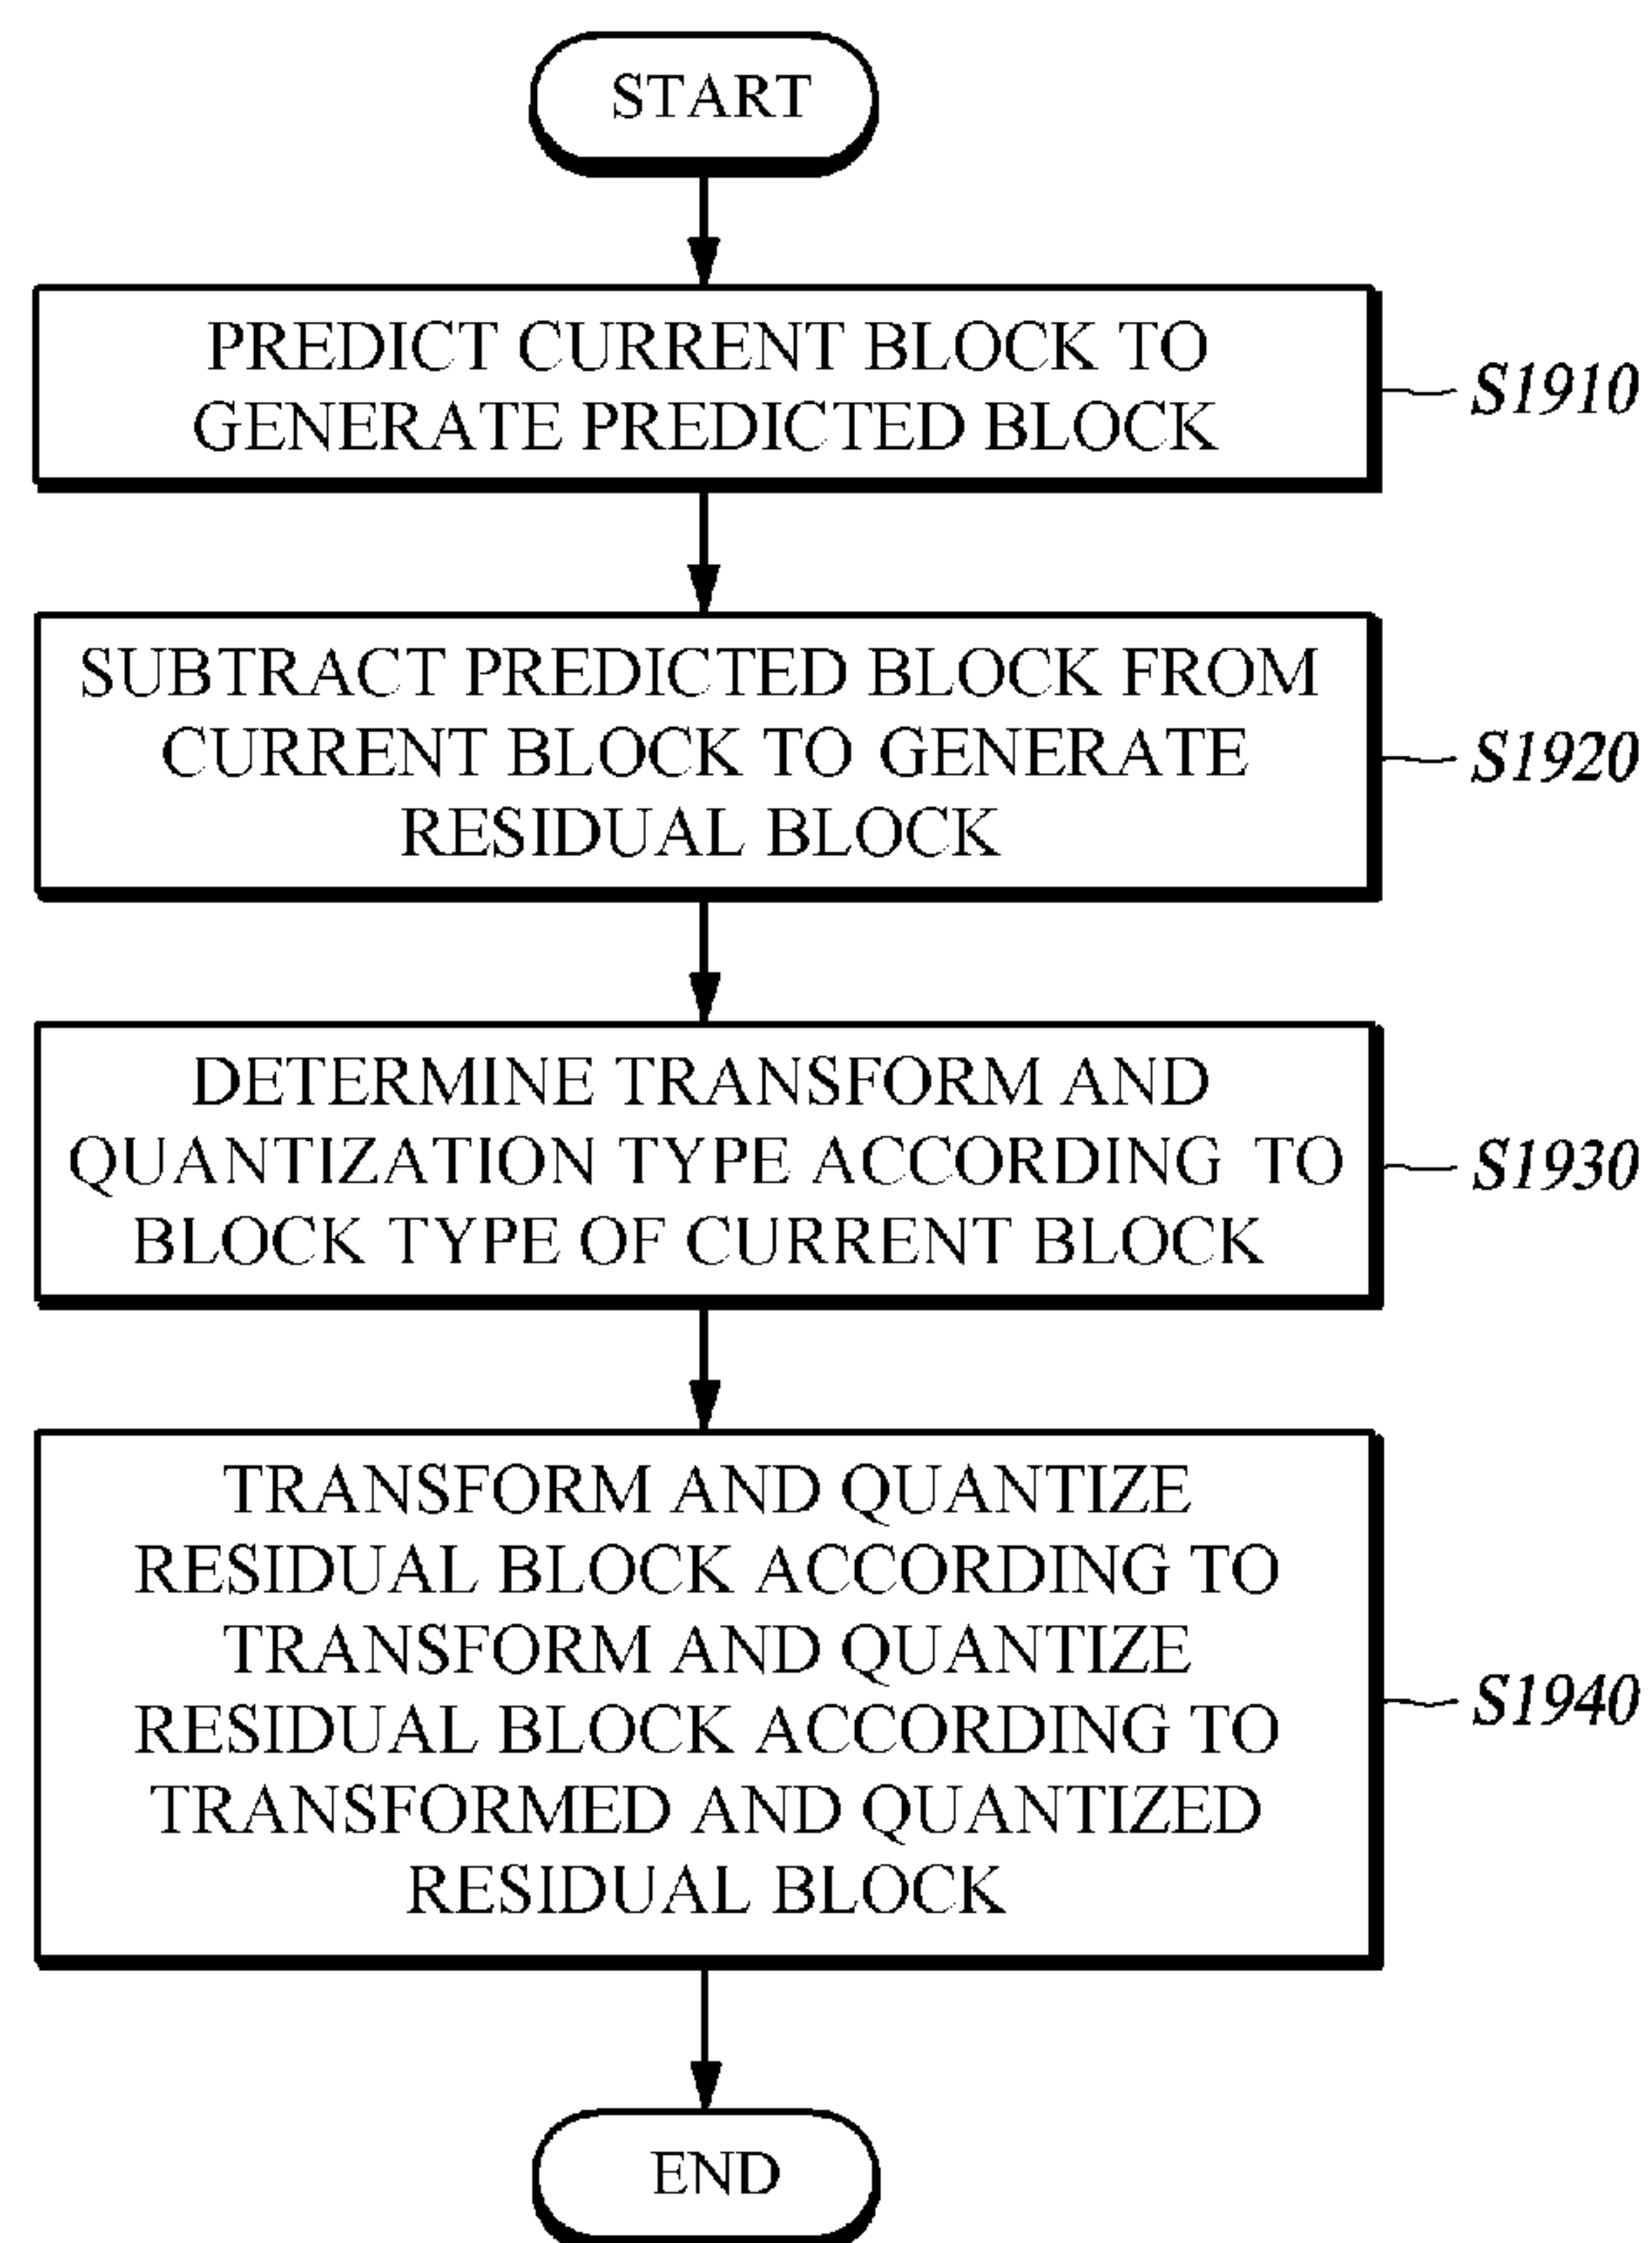 START
PREDICT CURRENT BLOCK TO
GENERATE PREDICTED BLOCK
S1910
SUBTRACT PREDICTED BLOCK FROM
CURRENT BLOCK TO GENERATE
RESIDUAL BLOCK
S1920
DETERMINE TRANSFORM AND
QUANTIZATION TYPE ACCORDING TO
BLOCK TYPE OF CURRENT BLOCK
S1930
TRANSFORM AND QUANTIZE
RESIDUAL BLOCK ACCORDING TO
TRANSFORM AND QUANTIZE
RESIDUAL BLOCK ACCORDING TO
TRANSFORMED AND QUANTIZED
RESIDUAL BLOCK
S1940
END